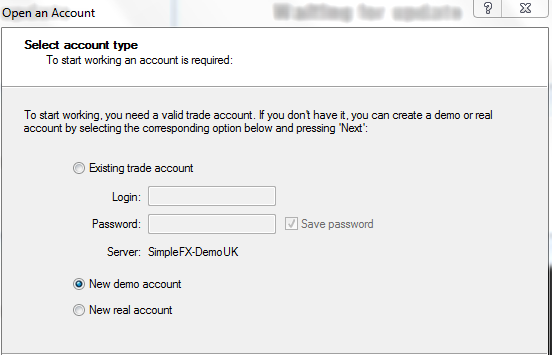 Waiting for update
Open an Account
?
Select account type
To start working an account is required:
To start working, you need a valid trade account. If you don't have it, you can create a demo or real
account by selecting the corresponding option below and pressing 'Next':
Existing trade account
Login:
Password:
Save password
Server: SimpleFX-DemoUK
New demo account
New real account